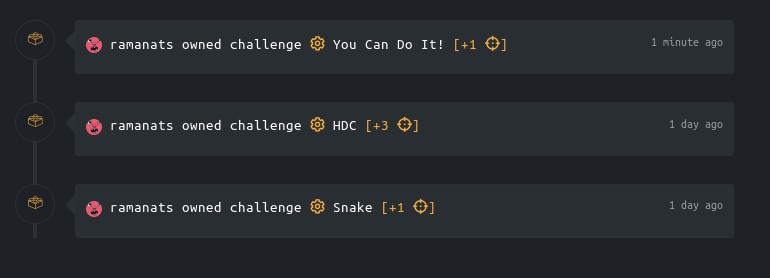 ramanats owned challenge You Can Do It! [+1 ] 1 minute ago
ramanats owned challenge HDC [+3 ] 1 day ago
ramanats owned challenge Snake [+1 ] 1 day ago